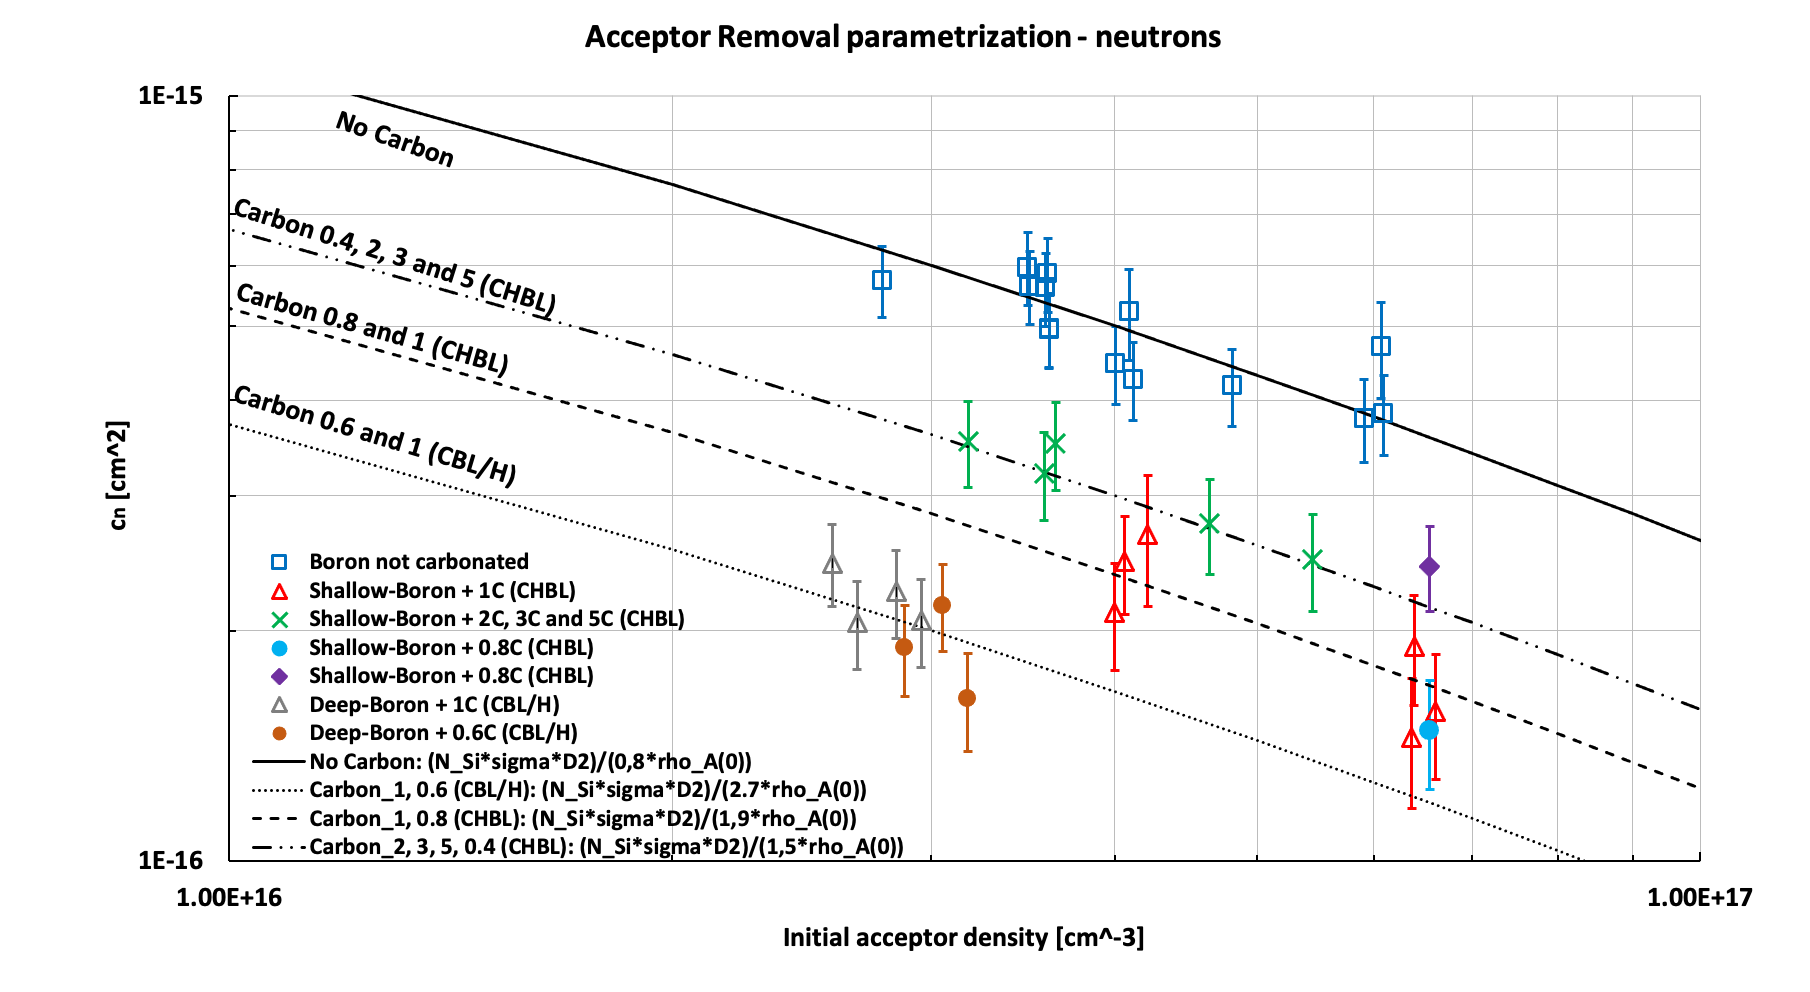 Acceptor Removal parametrization - neutrons
1E-15
No Carbon
Carbon 0.4, 2, 3 and 5 (CHBL)
Carbon 0.8 and 1 (CHBL)
Carbon 0.6 and 1 (CBL/H)
cn [cm^2]
Boron not carbonated
Shallow-Boron + 1C (CHBL)
Shallow-Boron + 2C, 3C and 5C (CHBL)
Shallow-Boron + 0.8C (CHBL)
Shallow-Boron + 0.8C (CHBL)
Deep-Boron + 1C (CBL/H)
Deep-Boron + 0.6C (CBL/H)
No Carbon: (N_Si*sigma*D2)/(0,8*rho_A(0))
Carbon_1, 0.6 (CBL/H): (N_Si*sigma*D2)/(2.7*rho_A(0))
Carbon_1, 0.8 (CHBL): (N_Si*sigma*D2)/(1,9*rho_A(0))
Carbon_2, 3, 5, 0.4 (CHBL): (N_Si*sigma*D2)/(1,5*rho_A(0))
1E-16
1.00E+16
1.00E+17
Initial acceptor density [cm^-3]